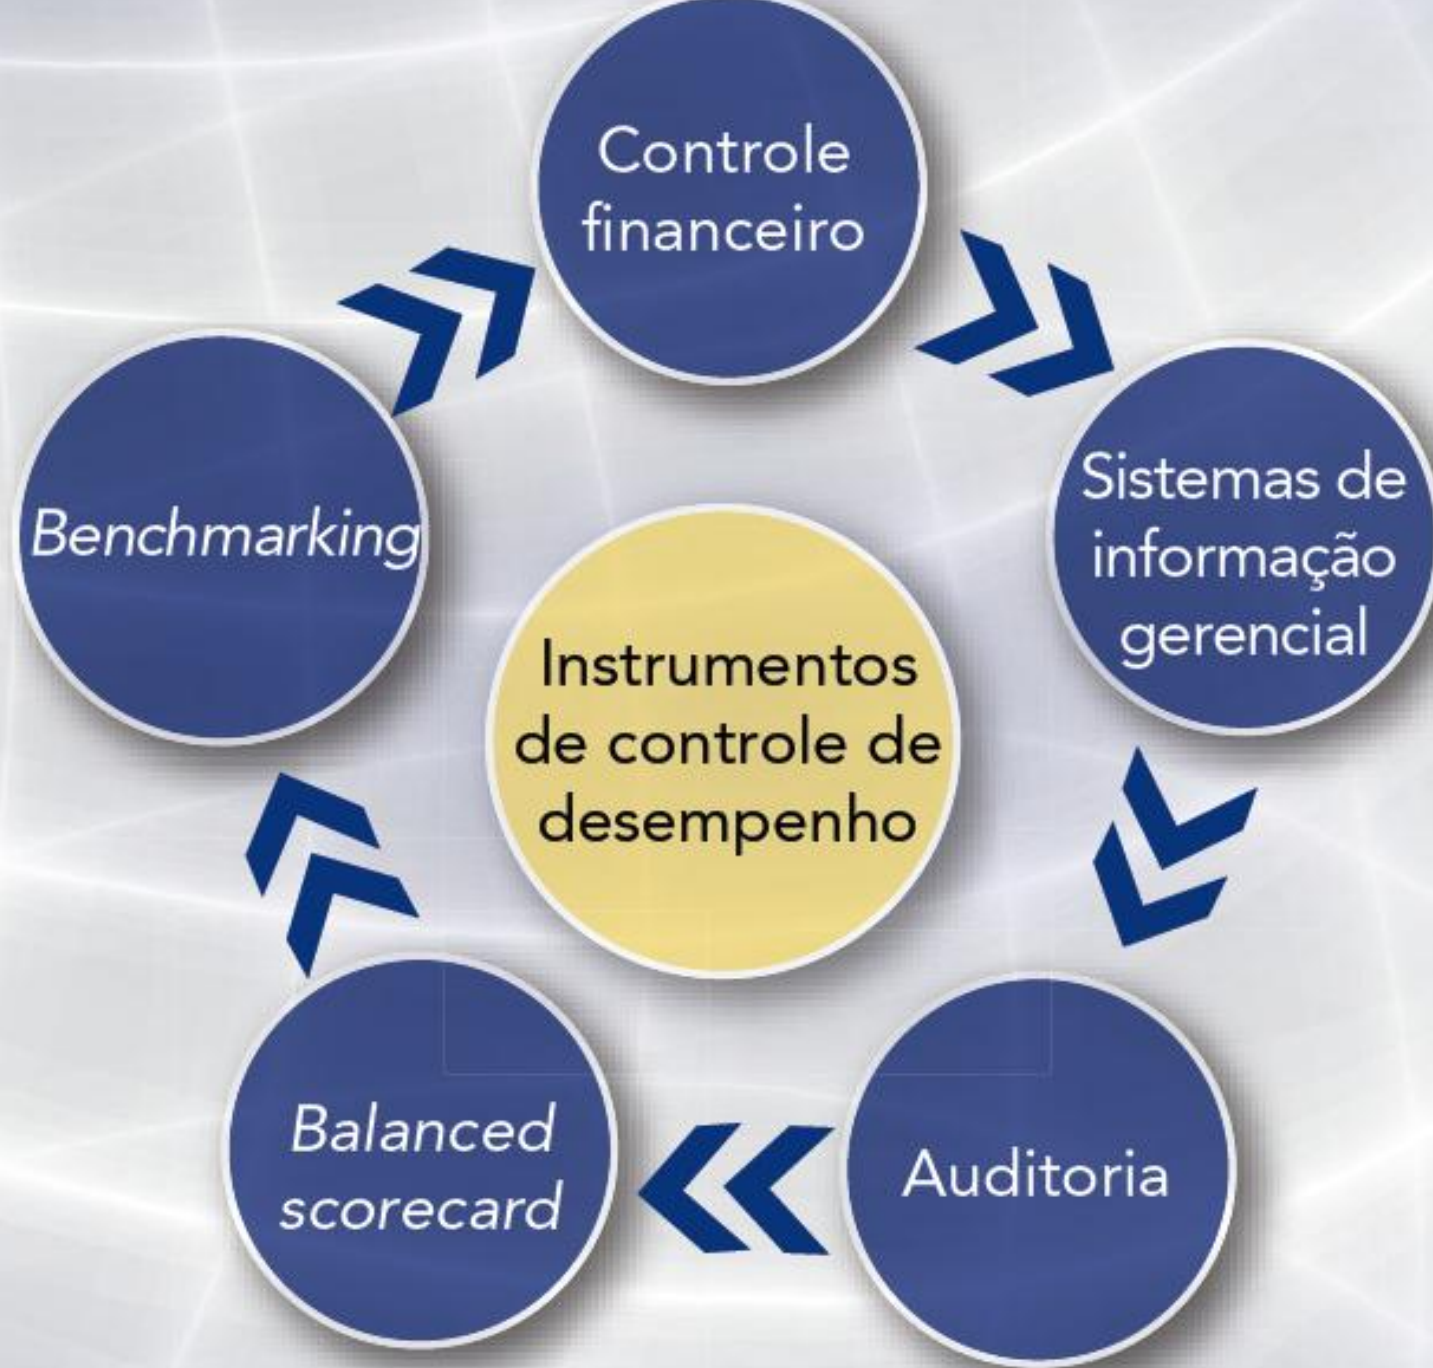 Controle
financeiro
Sistemas de
informação
gerencial
Auditoria
Balanced
scorecard
Benchmarking
Instrumentos
de controle de
desempenho